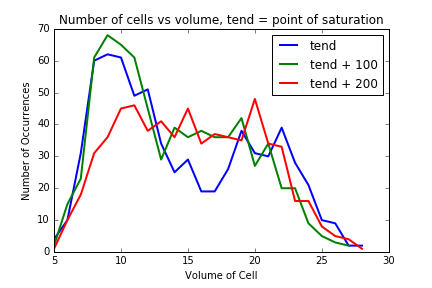 Number of cells vs volume, tend = point of saturation
70
60
50
40
30
20
10
0
Number of Occurrences
tend
tend + 100
tend + 200
5
10
15
20
25
30
Volume of Cell